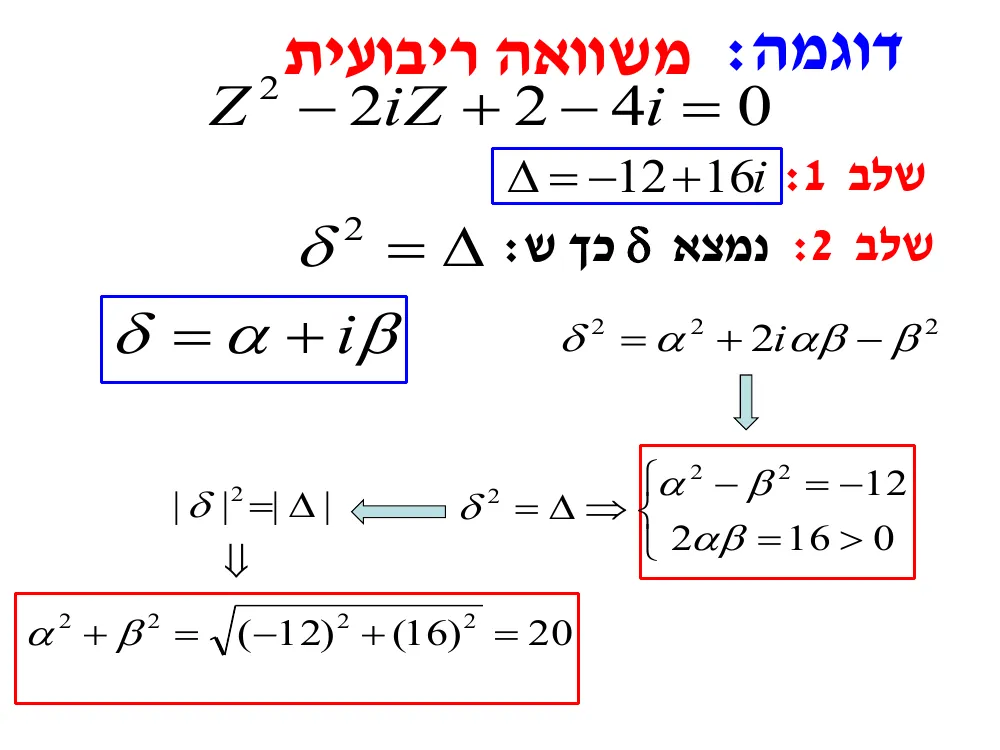 דוגמה: משוואה ריבועית
Z² − 2iZ + 2 − 4i = 0
שלב 1: Δ = −12 + 16i
שלב 2: נמצא δ כך ש: δ² = Δ
δ = α + iβ
δ² = α² + 2iαβ − β²
α² − β² = −12
2αβ = 16 > 0
δ² = Δ ⇒ {
|δ|² = |Δ|
⇓
α² + β² = √((−12)² + (16)²) = 20